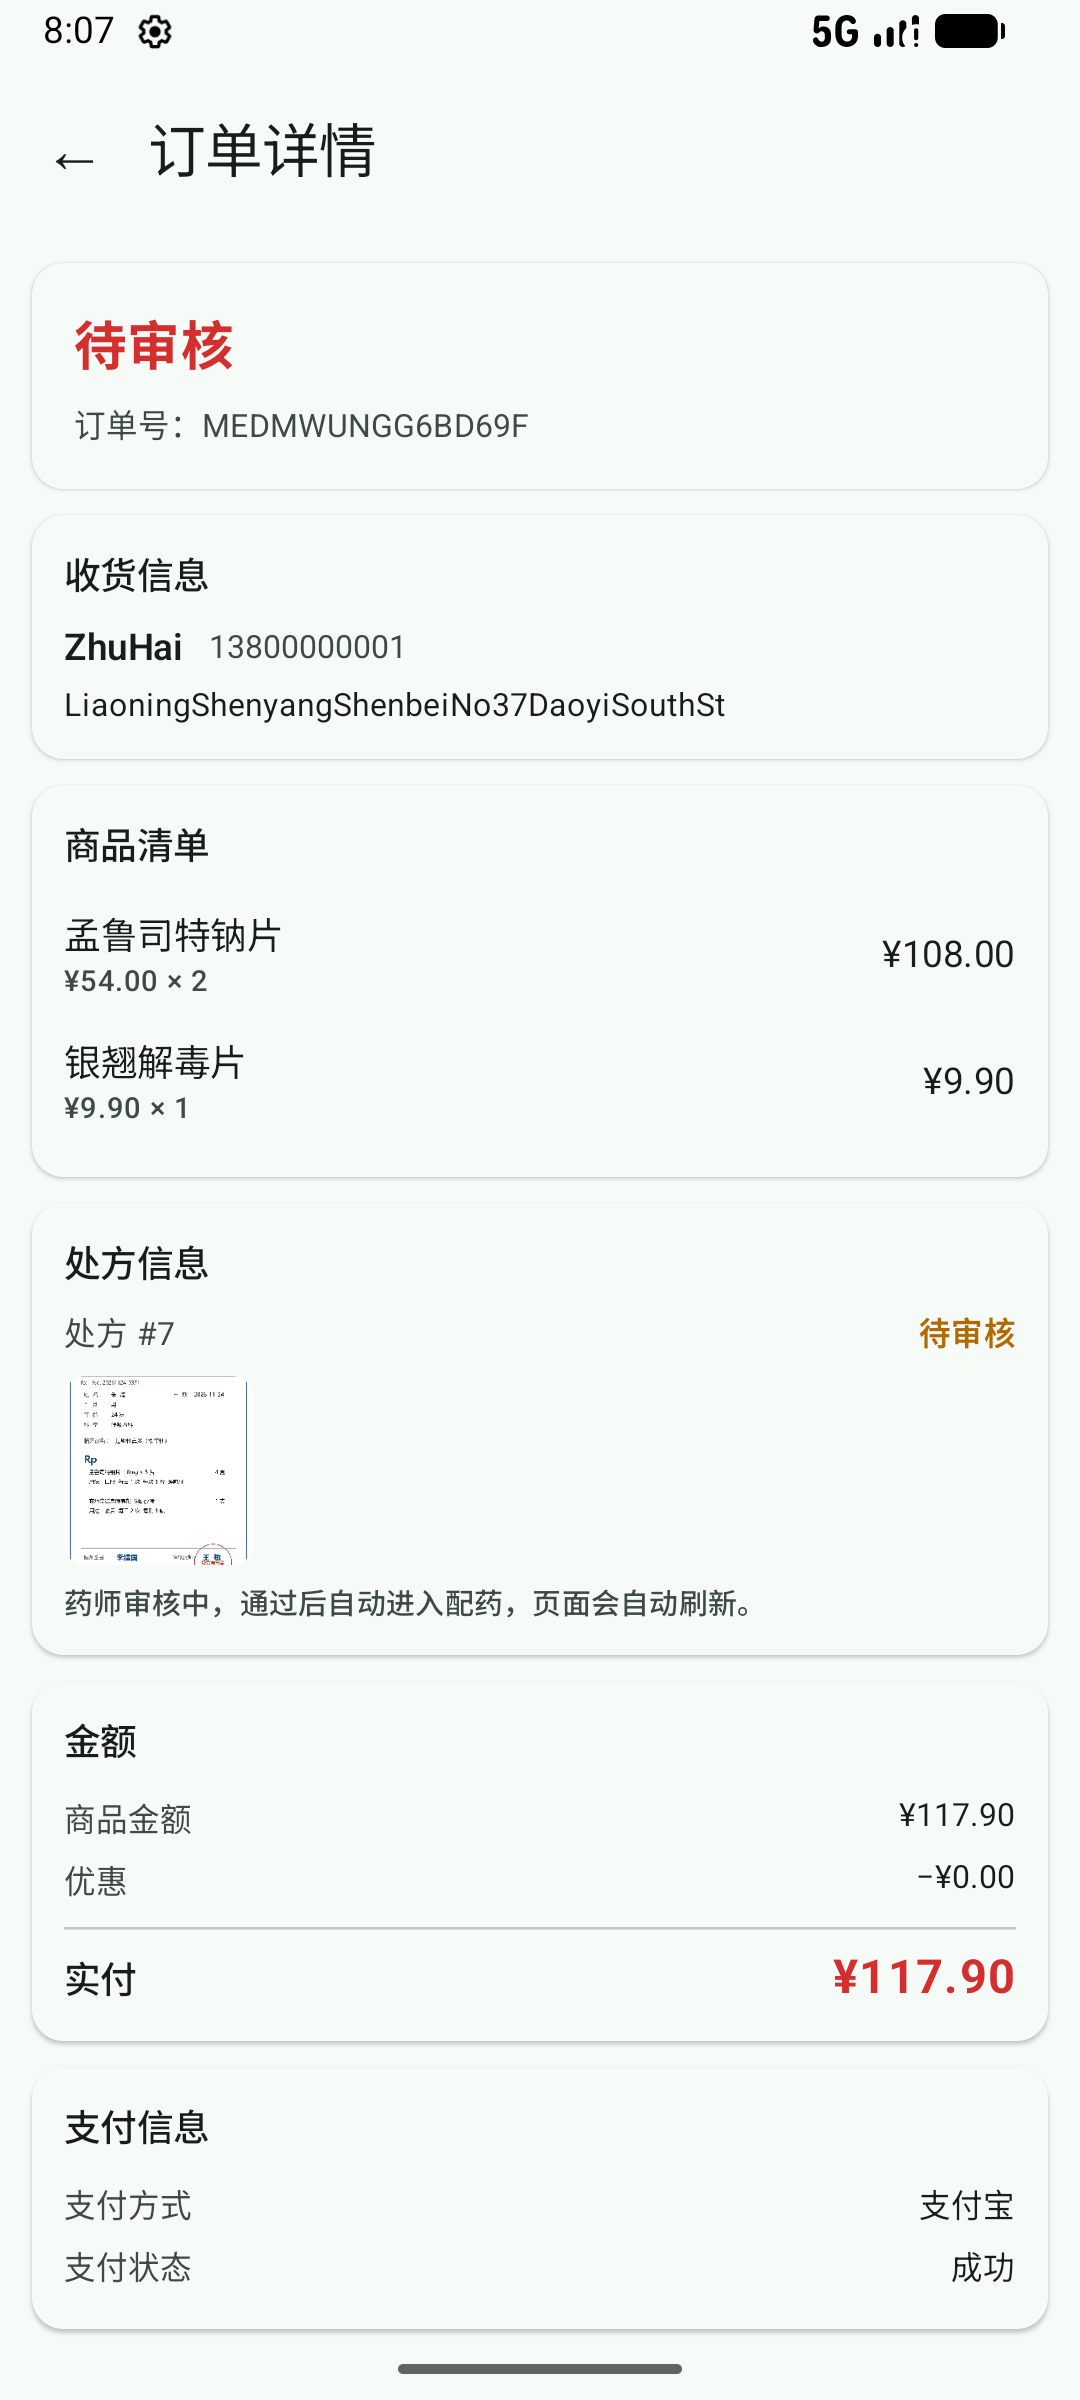 8:07
5G
← 订单详情
待审核
订单号：MEDMWUNGG6BD69F
收货信息
ZhuHai 13800000001
LiaoningShenyangShenbeiNo37DaoyiSouthSt
商品清单
孟鲁司特钠片
¥54.00 × 2
¥108.00
银翘解毒片
¥9.90 × 1
¥9.90
处方信息
处方 #7
待审核
Rp
药师审核中，通过后自动进入配药，页面会自动刷新。
金额
商品金额 ¥117.90
优惠 -¥0.00
实付 ¥117.90
支付信息
支付方式 支付宝
支付状态 成功